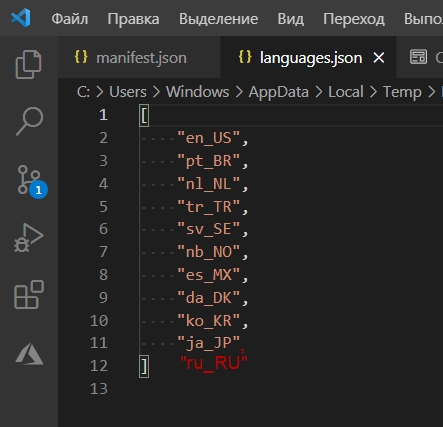 Файл Правка Выделение Вид Переход Выпо
{} manifest.json {} languages.json × C
C: > Users > Windows > AppData > Local > Temp >
1 [
2 "en_US",
3 "pt_BR",
4 "nl_NL",
5 "tr_TR",
6 "sv_SE",
7 "nb_NO",
8 "es_MX",
9 "da_DK",
10 "ko_KR",
11 "ja_JP",
12 ] "ru_RU"
13
1